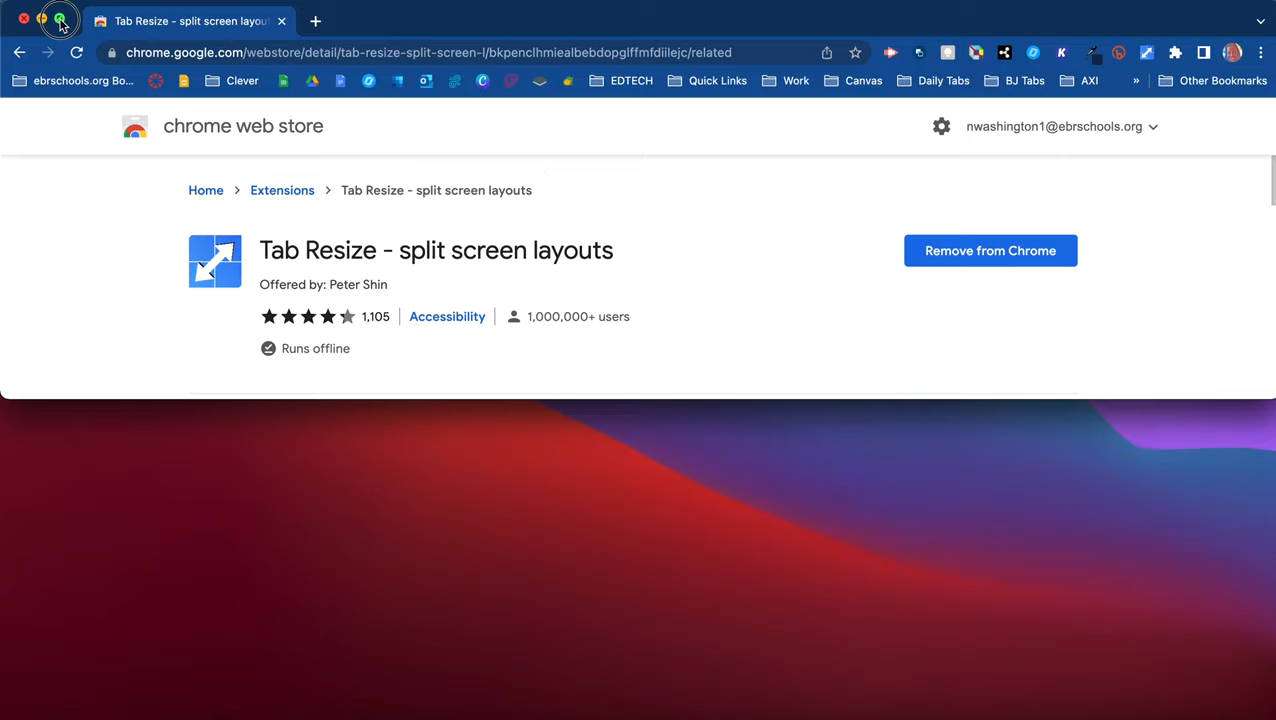 Tab Resize - split screen layou
chrome.google.com/webstore/detail/tab-resize-split-screen-l/bkpenclhmiealbebdopglffmfdiilejc/related
ebrschools.org Bo... Clever EDTECH Quick Links Work Canvas Daily Tabs BJ Tabs AXI » Other Bookmarks
chrome web store
nwashington1@ebrschools.org
Home > Extensions > Tab Resize - split screen layouts
Tab Resize - split screen layouts
Remove from Chrome
Offered by: Peter Shin
1,105 Accessibility 1,000,000+ users
Runs offline